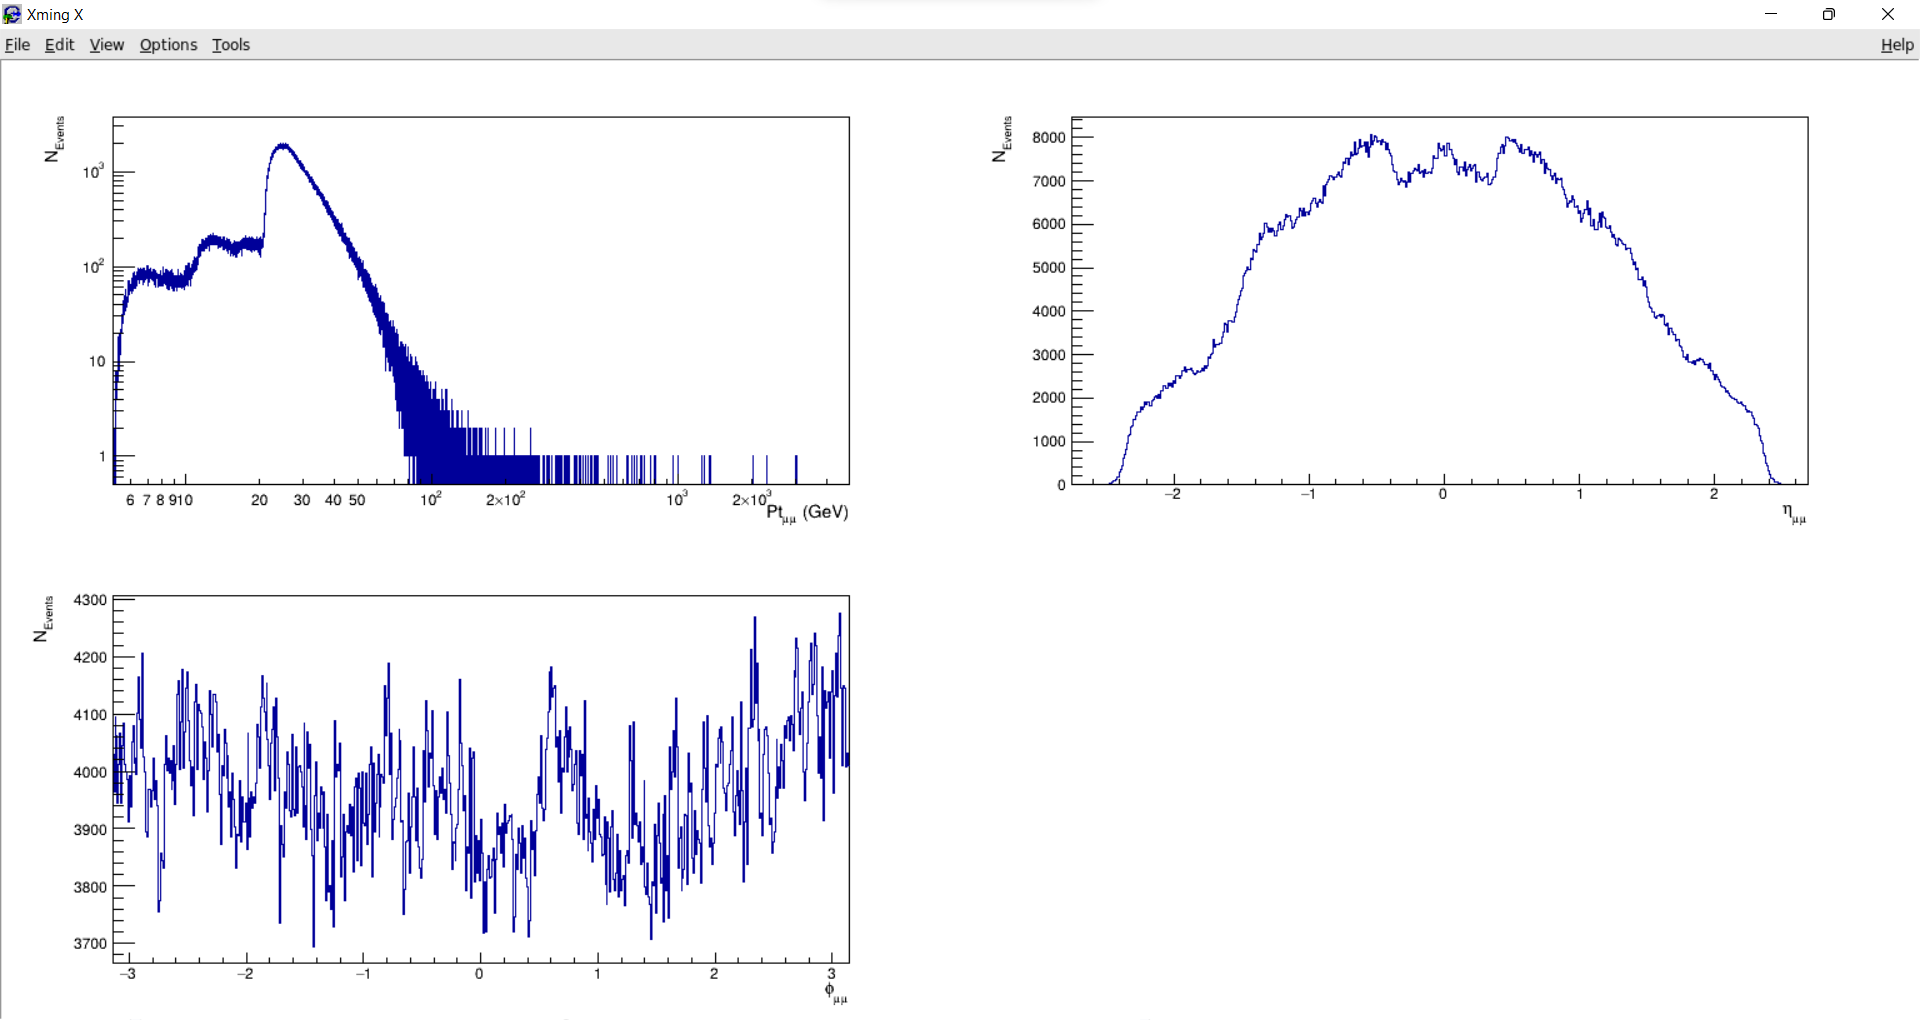 Xming X
File Edit View Options Tools Help
N_Events
10^3
10^2
10
1
6 7 8 9 10 20 30 40 50 10^2 2×10^2 10^3 2×10^3
Pt_μμ (GeV)
N_Events
8000
7000
6000
5000
4000
3000
2000
1000
0
−2 −1 0 1 2
η_μμ
N_Events
4300
4200
4100
4000
3900
3800
3700
−3 −2 −1 0 1 2 3
ϕ_μμ